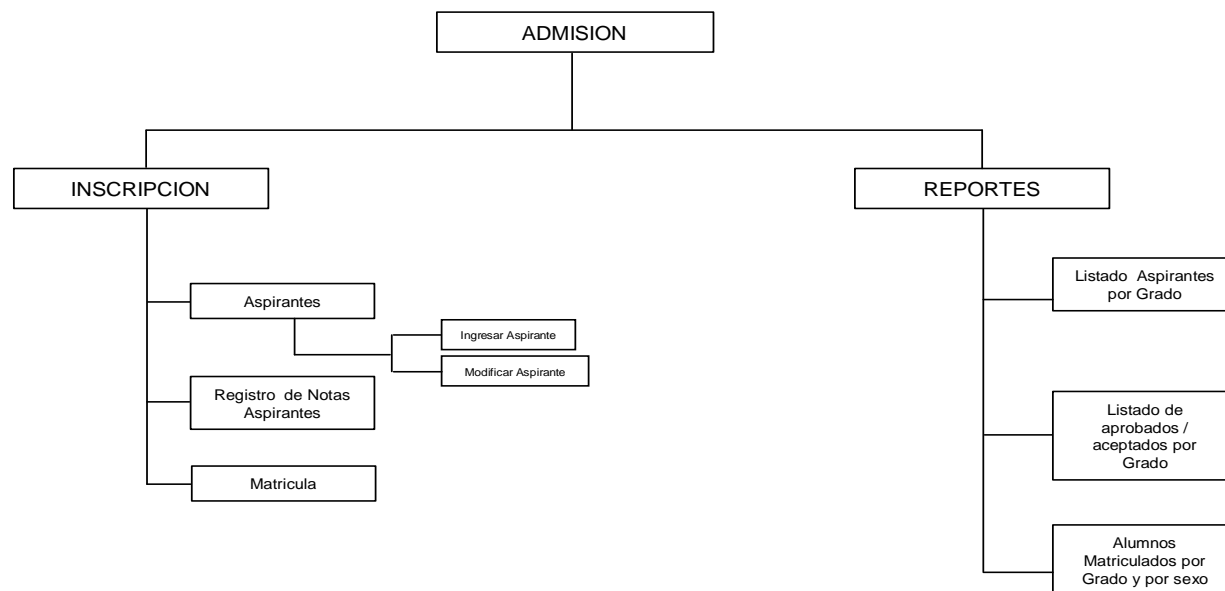 ADMISION
INSCRIPCION
REPORTES
Aspirantes
Ingresar Aspirante
Modificar Aspirante
Registro de Notas
Aspirantes
Matricula
Listado Aspirantes
por Grado
Listado de
aprobados /
aceptados por
Grado
Alumnos
Matriculados por
Grado y por sexo